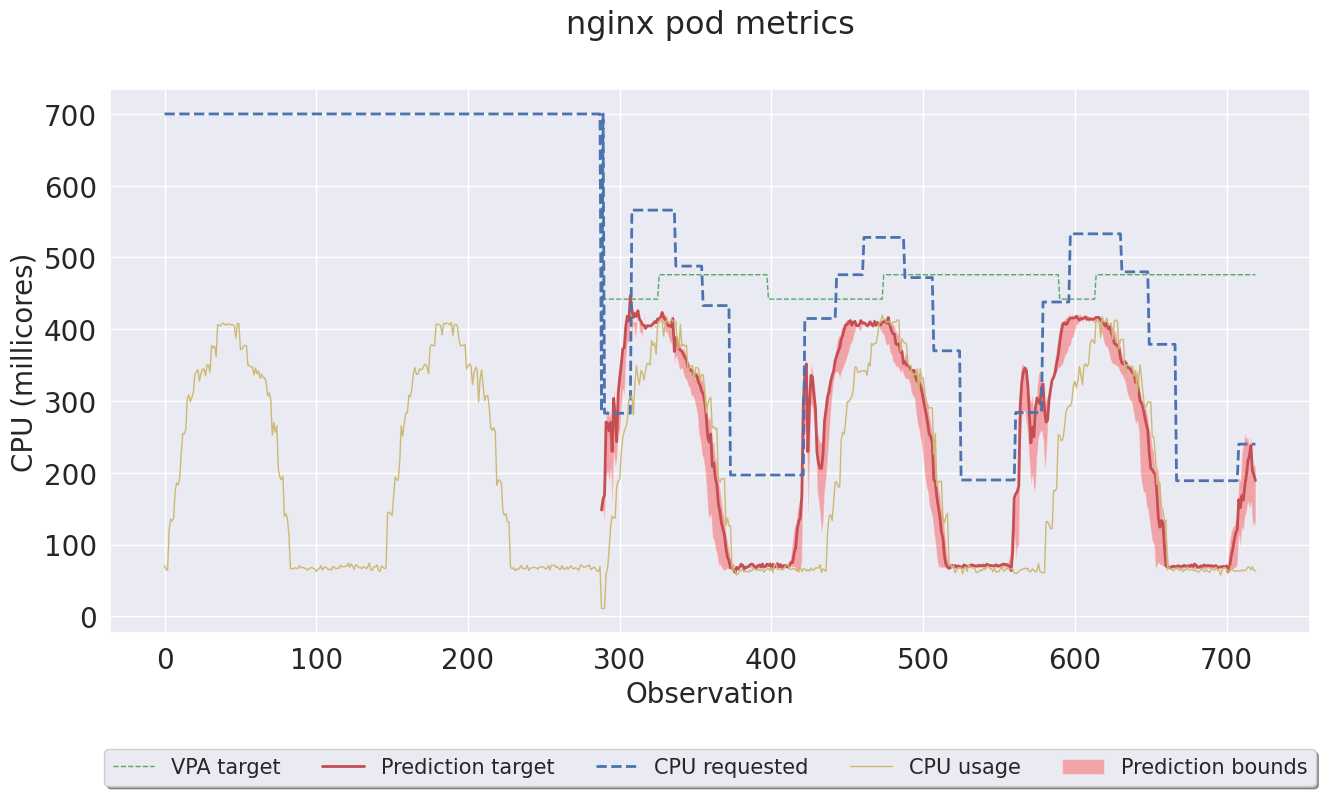 nginx pod metrics
CPU (millicores)
700
600
500
400
300
200
100
0
0 100 200 300 400 500 600 700
Observation
VPA target Prediction target CPU requested CPU usage Prediction bounds